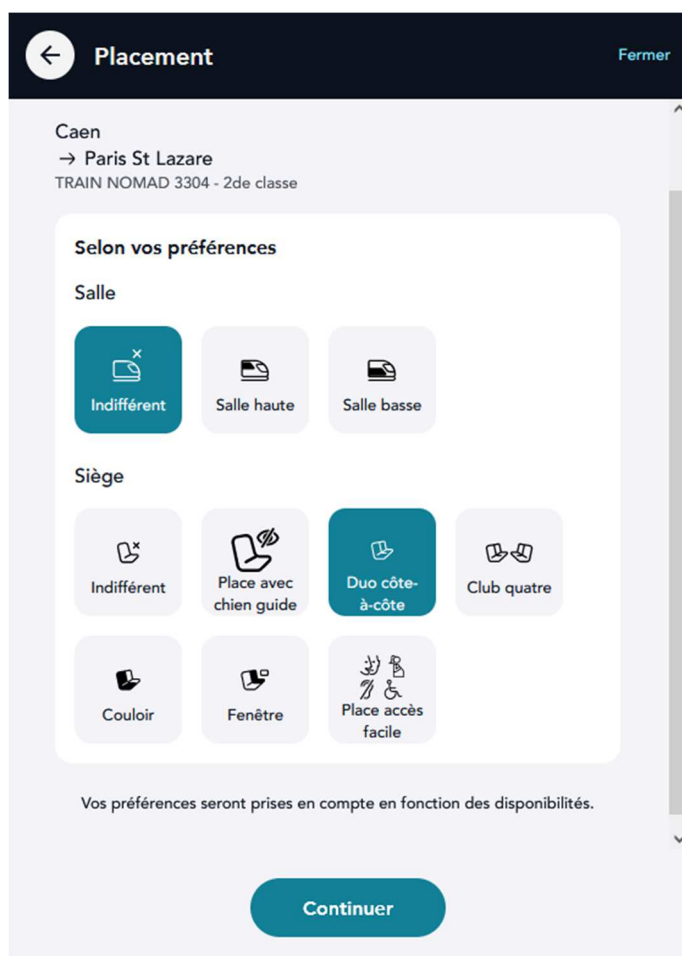 Placement
Fermer
Caen
→ Paris St Lazare
TRAIN NOMAD 3304 - 2de classe
Selon vos préférences
Salle
Indifférent
Salle haute
Salle basse
Siège
Indifférent
Place avec
chien guide
Duo côte-
à-côte
Club quatre
Couloir
Fenêtre
Place accès
facile
Vos préférences seront prises en compte en fonction des disponibilités.
Continuer